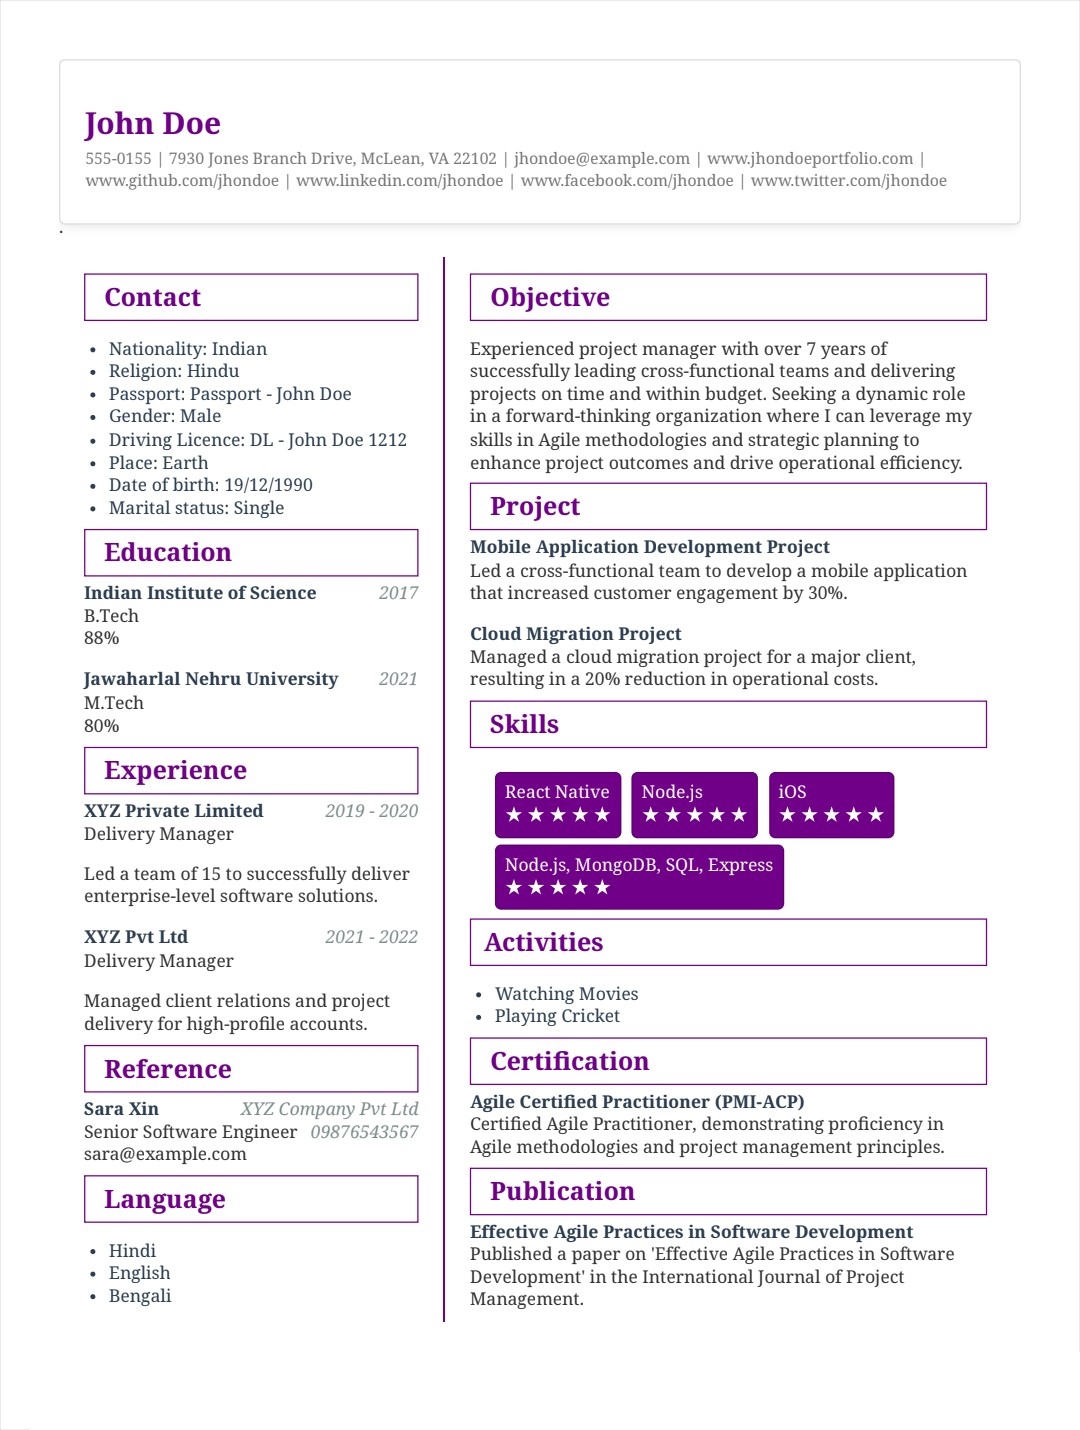 John Doe
555-0155 | 7930 Jones Branch Drive, McLean, VA 22102 | jhondoe@example.com | www.jhondoeportfolio.com |
www.github.com/jhondoe | www.linkedin.com/jhondoe | www.facebook.com/jhondoe | www.twitter.com/jhondoe
.
Contact
• Nationality: Indian
• Religion: Hindu
• Passport: Passport - John Doe
• Gender: Male
• Driving Licence: DL - John Doe 1212
• Place: Earth
• Date of birth: 19/12/1990
• Marital status: Single
Education
Indian Institute of Science 2017
B.Tech
88%
Jawaharlal Nehru University 2021
M.Tech
80%
Experience
XYZ Private Limited 2019 - 2020
Delivery Manager
Led a team of 15 to successfully deliver
enterprise-level software solutions.
XYZ Pvt Ltd 2021 - 2022
Delivery Manager
Managed client relations and project
delivery for high-profile accounts.
Reference
Sara Xin XYZ Company Pvt Ltd
Senior Software Engineer 09876543567
sara@example.com
Language
• Hindi
• English
• Bengali
Objective
Experienced project manager with over 7 years of
successfully leading cross-functional teams and delivering
projects on time and within budget. Seeking a dynamic role
in a forward-thinking organization where I can leverage my
skills in Agile methodologies and strategic planning to
enhance project outcomes and drive operational efficiency.
Project
Mobile Application Development Project
Led a cross-functional team to develop a mobile application
that increased customer engagement by 30%.
Cloud Migration Project
Managed a cloud migration project for a major client,
resulting in a 20% reduction in operational costs.
Skills
React Native
★ ★ ★ ★ ★
Node.js
★ ★ ★ ★ ★
iOS
★ ★ ★ ★ ★
Node.js, MongoDB, SQL, Express
★ ★ ★ ★ ★
Activities
• Watching Movies
• Playing Cricket
Certification
Agile Certified Practitioner (PMI-ACP)
Certified Agile Practitioner, demonstrating proficiency in
Agile methodologies and project management principles.
Publication
Effective Agile Practices in Software Development
Published a paper on 'Effective Agile Practices in Software
Development' in the International Journal of Project
Management.